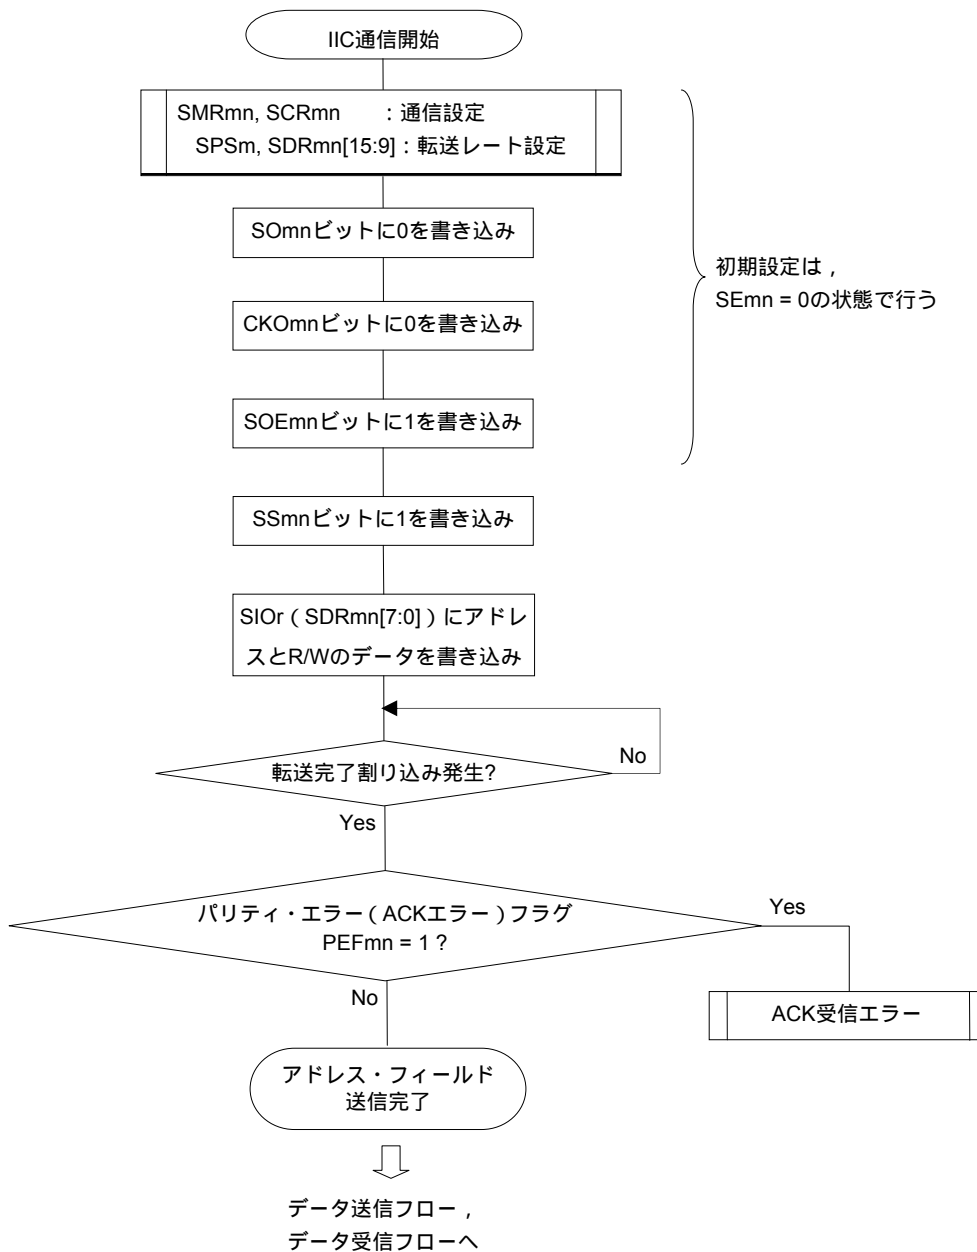 IIC通信開始
SMRmn, SCRmn　　：通信設定
SPSm, SDRmn[15:9]：転送レート設定
SOmnビットに0を書き込み
初期設定は，
SEmn = 0の状態で行う
CKOmnビットに0を書き込み
SOEmnビットに1を書き込み
SSmnビットに1を書き込み
SIOr（SDRmn[7:0]）にアドレ
スとR/Wのデータを書き込み
No
転送完了割り込み発生?
Yes
パリティ・エラー（ACKエラー）フラグ
PEFmn = 1？
Yes
No
ACK受信エラー
アドレス・フィールド
送信完了
データ送信フロー，
データ受信フローへ